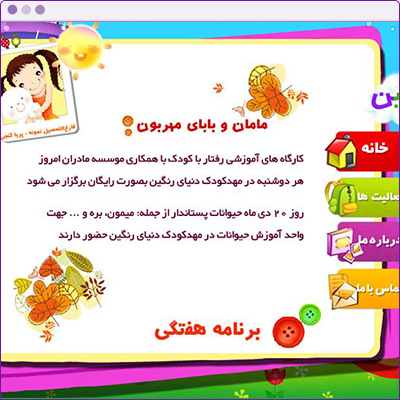 مامان و بابای مهربون
کارگاه های آموزشی رفتار با کودک با همکاری موسسه مادران امروز
هر دوشنبه در مهدکودک دنیای رنگین بصورت رایگان برگزار می شود
روز ۲۰ دی ماه حیوانات پستاندار از جمله: میمون، بره و ... جهت
واحد آموزش حیوانات در مهدکودک دنیای رنگین حضور دارند
برنامه هفتگی
خانه
عالیت ها
درباره ما
ماس با ما
فارغ التحصیل نمونه - پریا